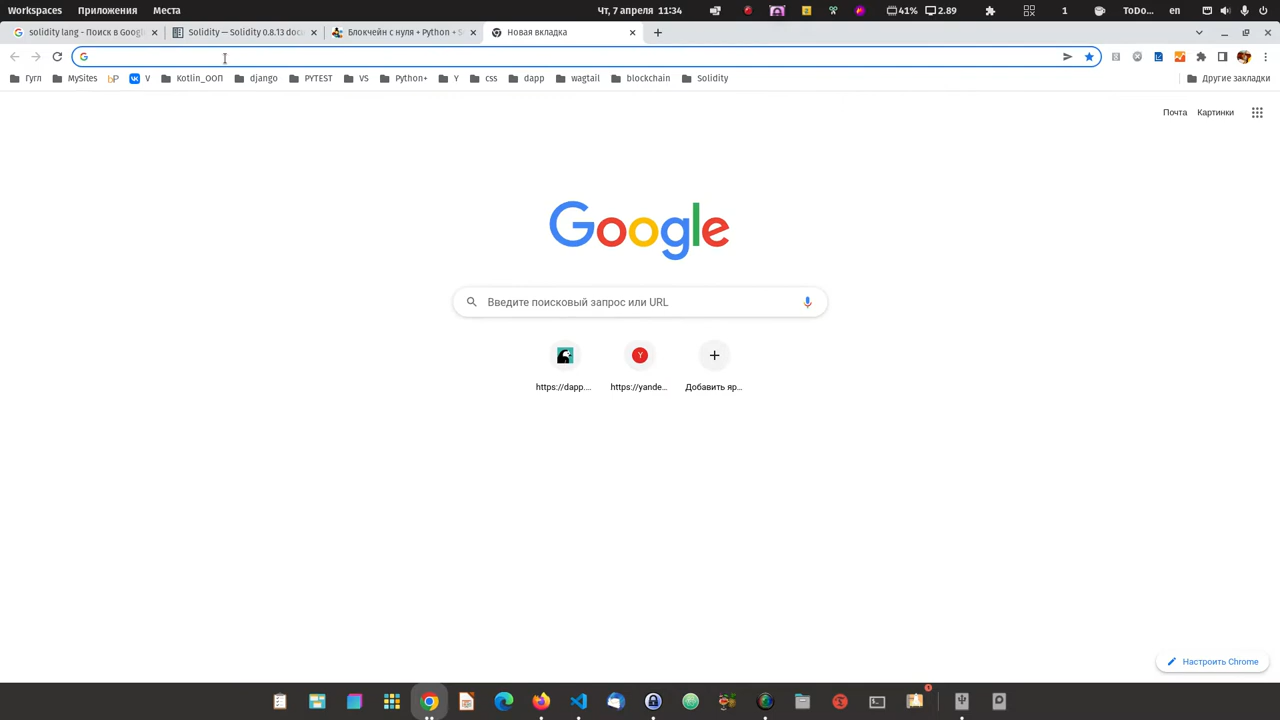 Workspaces Приложения Места Чт, 7 апреля 11:34 41% 2.89 1 ToDo... en
solidity lang - Поиск в Googl Solidity — Solidity 0.8.13 docu Блокчейн с нуля + Python + S Новая вкладка
Гугл MySites bP V Kotlin_ООП django PYTEST VS Python+ Y css dapp wagtail blockchain Solidity Другие закладки
Почта Картинки
Google
Введите поисковый запрос или URL
Y
https://dapp.... https://yande... Добавить яр...
Настроить Chrome